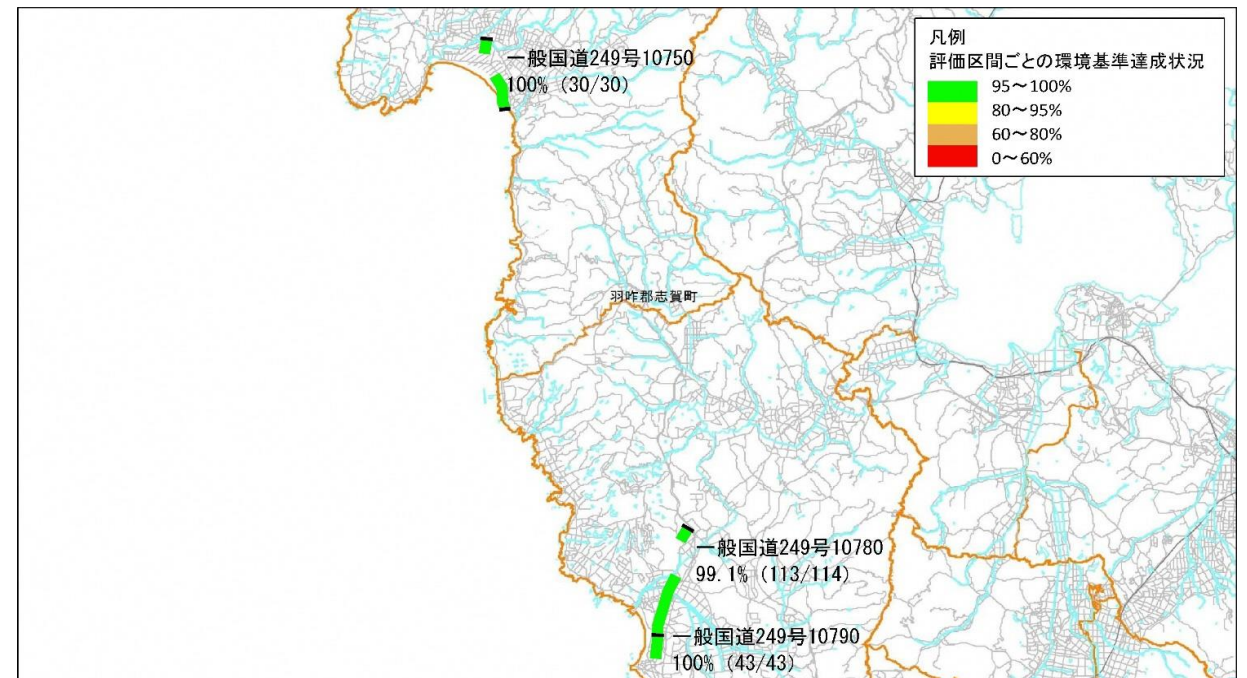 凡例
評価区間ごとの環境基準達成状況
95～100%
80～95%
60～80%
0～60%
一般国道249号10750
100% (30/30)
羽咋郡志賀町
一般国道249号10780
99.1% (113/114)
一般国道249号10790
100% (43/43)